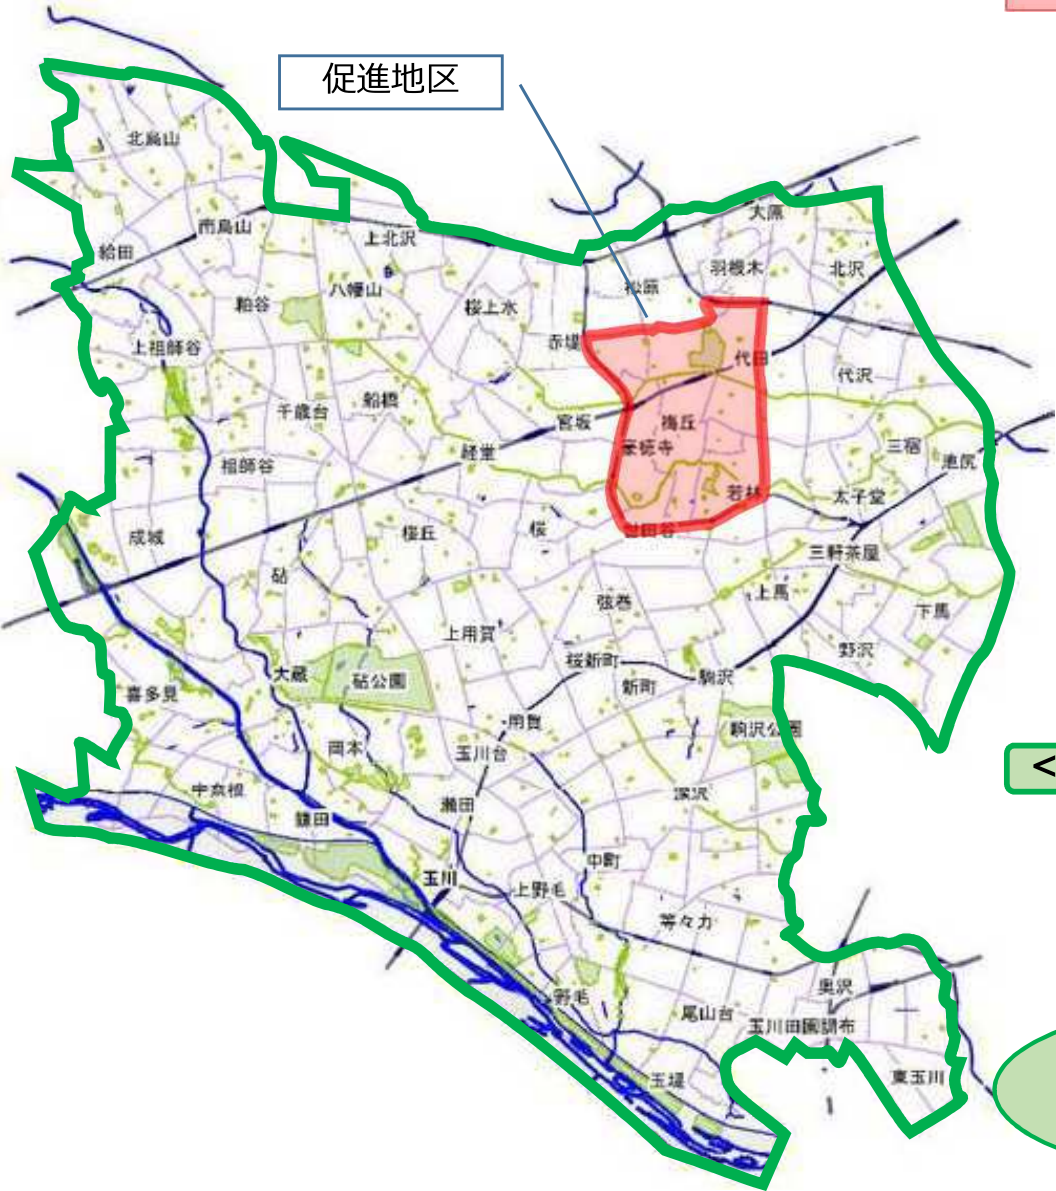 促進地区
北烏山
大原
南烏山
上北沢
給田
羽根木
北沢
松原
八幡山
粕谷
桜上水
赤堤
上祖師谷
代田
代沢
船橋
千歳台
宮坂
梅丘
豪徳寺
三宿
経堂
池尻
祖師谷
若林
太子堂
世田谷
桜
桜丘
成城
三軒茶屋
砧
上馬
弦巻
下馬
上用賀
野沢
桜新町
大蔵
砧公園
駒沢
新町
喜多見
用賀
駒沢公園
岡本
玉川台
宇奈根
深沢
瀬田
鎌田
中町
玉川
上野毛
等々力
奥沢
野毛
尾山台
玉川田園調布
玉堤
東玉川
<